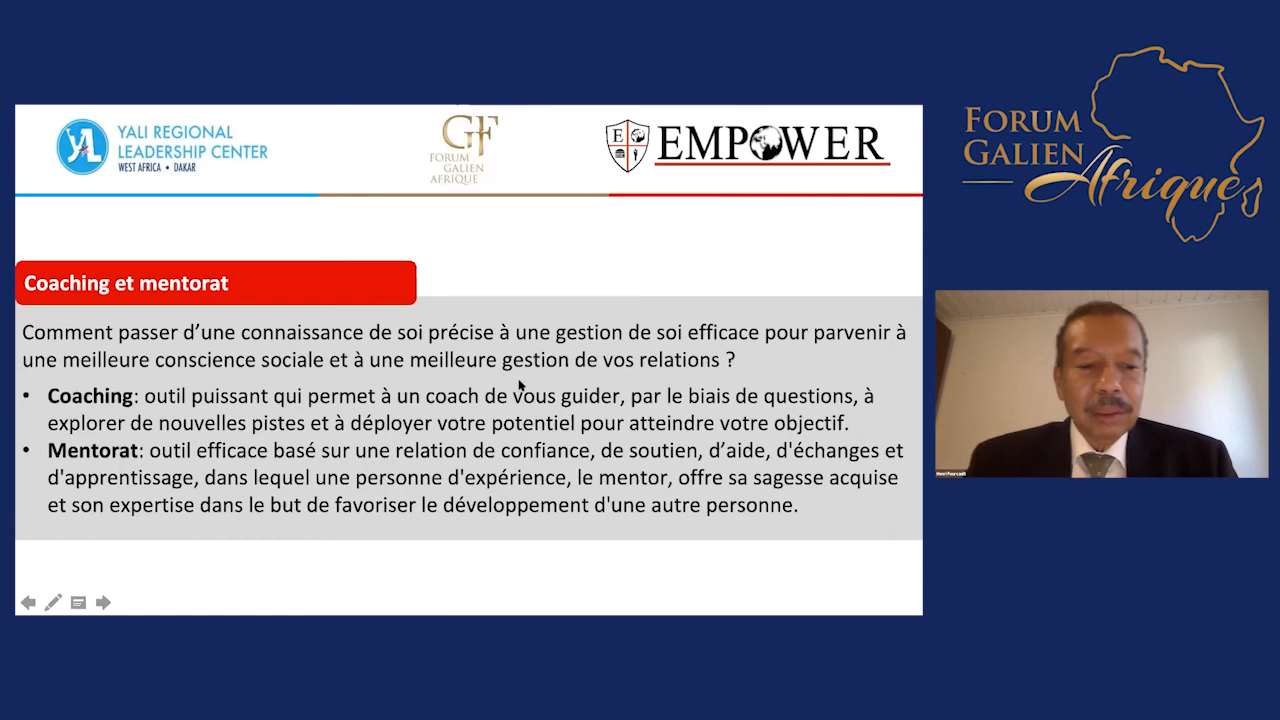 YALI REGIONAL
LEADERSHIP CENTER
WEST AFRICA • DAKAR
GF
FORUM
GALIEN
AFRIQUE
E
EMPOWER
FORUM
GALIEN
Afrique
Coaching et mentorat
Comment passer d’une connaissance de soi précise à une gestion de soi efficace pour parvenir à
une meilleure conscience sociale et à une meilleure gestion de vos relations ?
• Coaching: outil puissant qui permet à un coach de vous guider, par le biais de questions, à
explorer de nouvelles pistes et à déployer votre potentiel pour atteindre votre objectif.
• Mentorat: outil efficace basé sur une relation de confiance, de soutien, d’aide, d'échanges et
d'apprentissage, dans lequel une personne d'expérience, le mentor, offre sa sagesse acquise
et son expertise dans le but de favoriser le développement d'une autre personne.